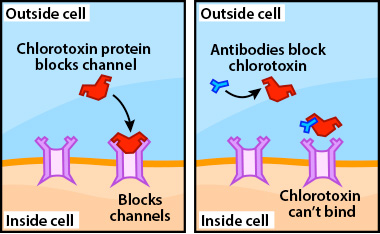 Outside cell
Chlorotoxin protein
blocks channel
Blocks
channels
Inside cell
Outside cell
Antibodies block
chlorotoxin
Chlorotoxin
can't bind
Inside cell